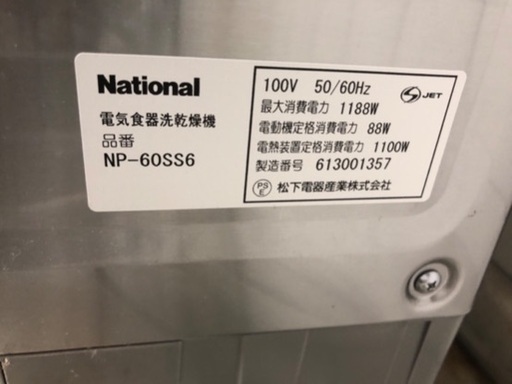 National
電気食器洗乾燥機
品番
NP-60SS6
100V 50/60Hz
最大消費電力 1188W
電動機定格消費電力 88W
電熱装置定格消費電力 1100W
製造番号 613001357
PSE 松下電器産業株式会社
S JET